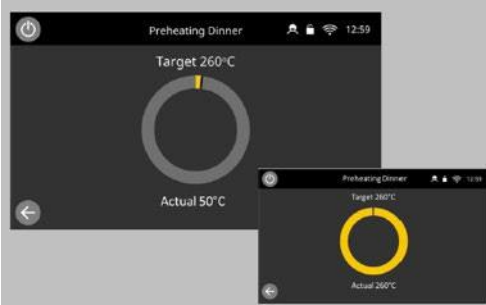 Preheating Dinner 12:59
Target 260°C
Actual 50°C
Preheating Dinner 12:59
Target 260°C
Actual 260°C